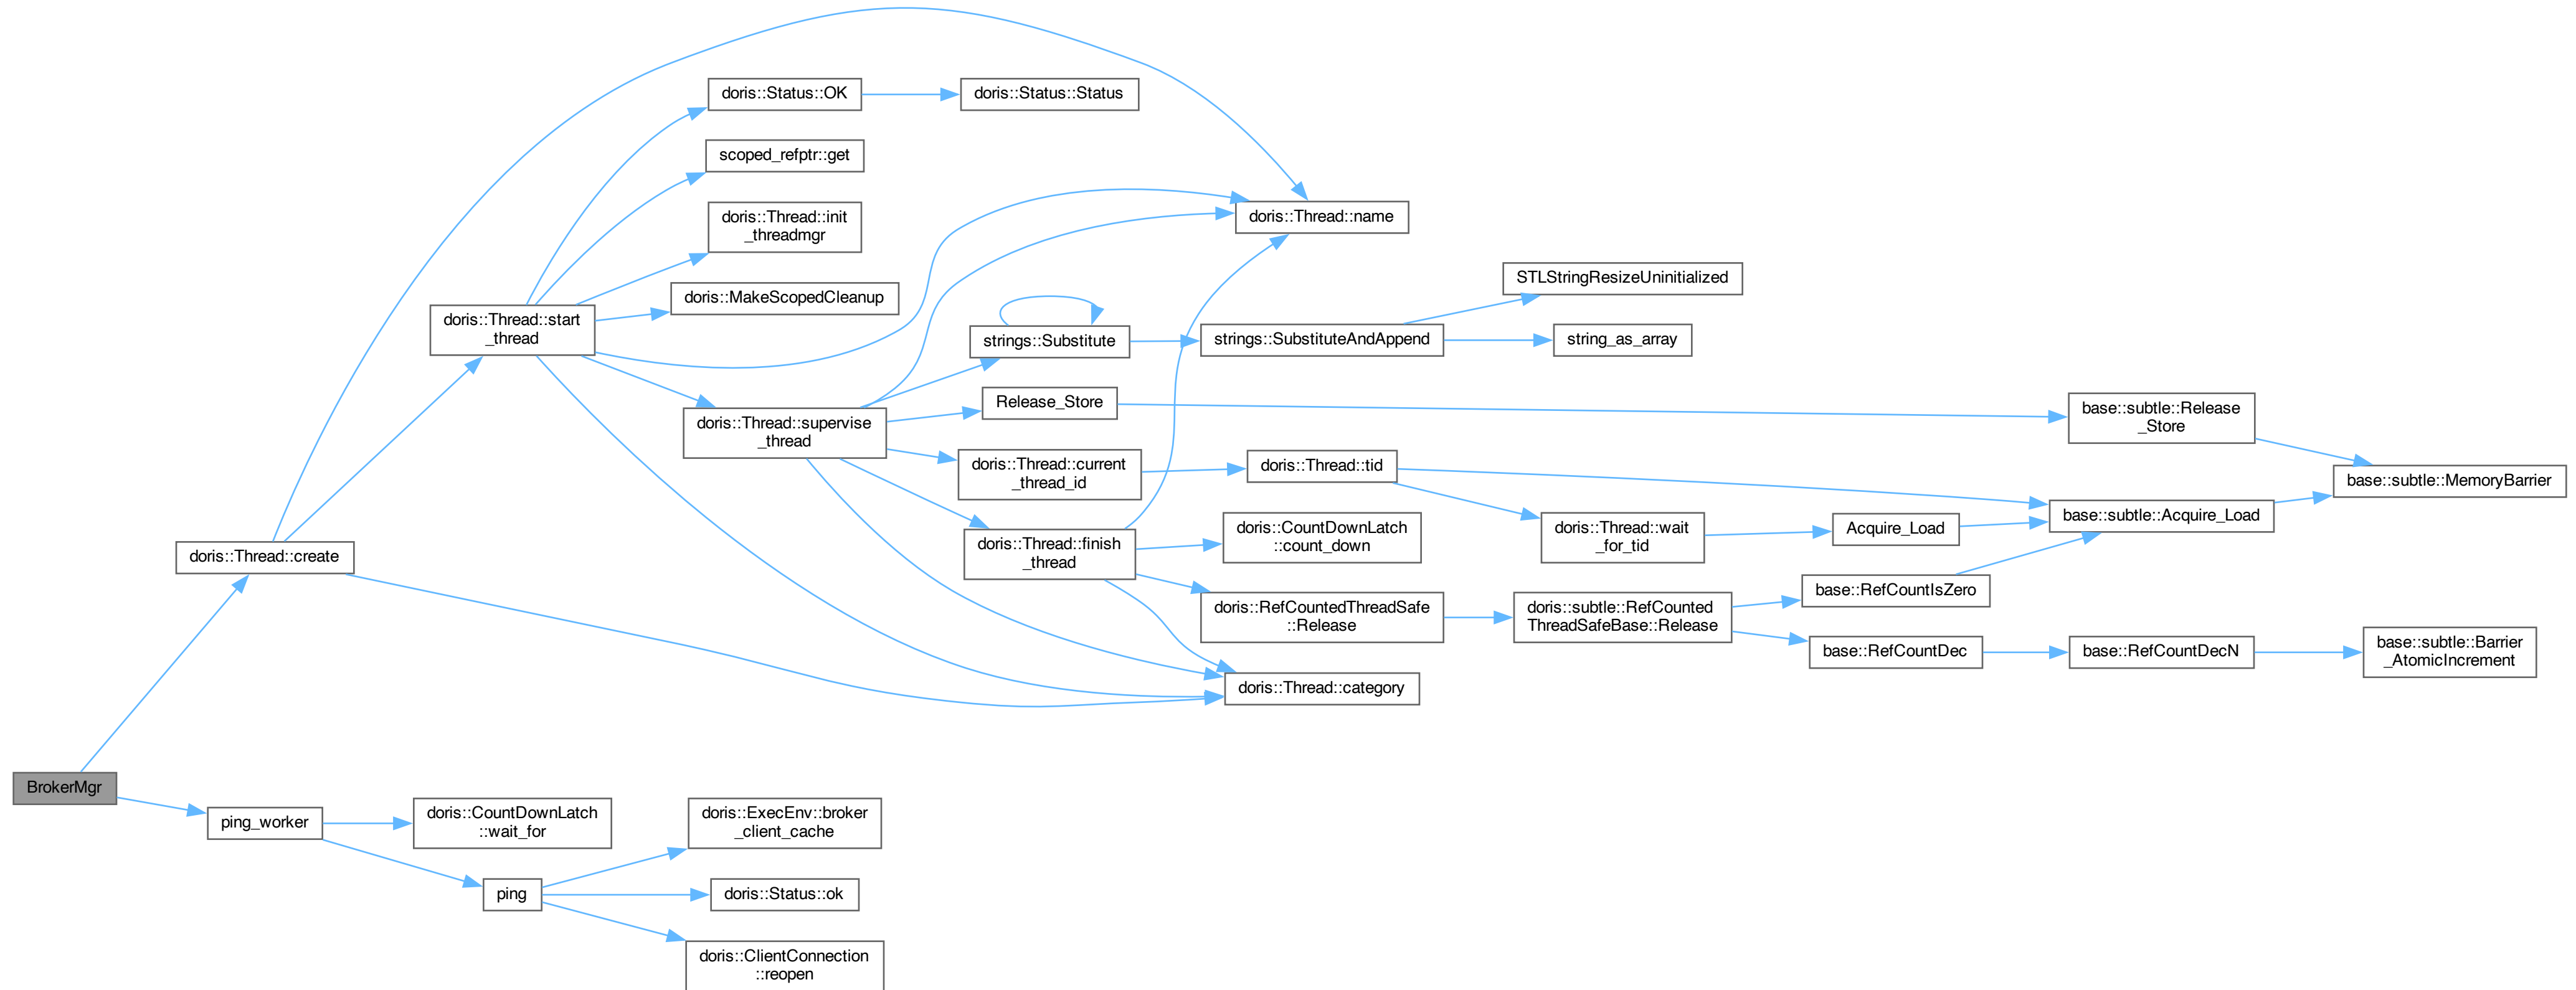 BrokerMgr
doris::Thread::create
ping_worker
doris::Thread::start
_thread
doris::CountDownLatch
::wait_for
ping
doris::Status::OK
scoped_refptr::get
doris::Thread::init
_threadmgr
doris::MakeScopedCleanup
doris::Thread::supervise
_thread
doris::ExecEnv::broker
_client_cache
doris::Status::ok
doris::ClientConnection
::reopen
doris::Status::Status
strings::Substitute
Release_Store
doris::Thread::current
_thread_id
doris::Thread::finish
_thread
doris::Thread::name
strings::SubstituteAndAppend
doris::Thread::tid
doris::CountDownLatch
::count_down
doris::RefCountedThreadSafe
::Release
doris::Thread::category
STLStringResizeUninitialized
string_as_array
doris::Thread::wait
_for_tid
doris::subtle::RefCounted
ThreadSafeBase::Release
Acquire_Load
base::RefCountIsZero
base::RefCountDec
base::subtle::Release
_Store
base::subtle::Acquire_Load
base::RefCountDecN
base::subtle::MemoryBarrier
base::subtle::Barrier
_AtomicIncrement